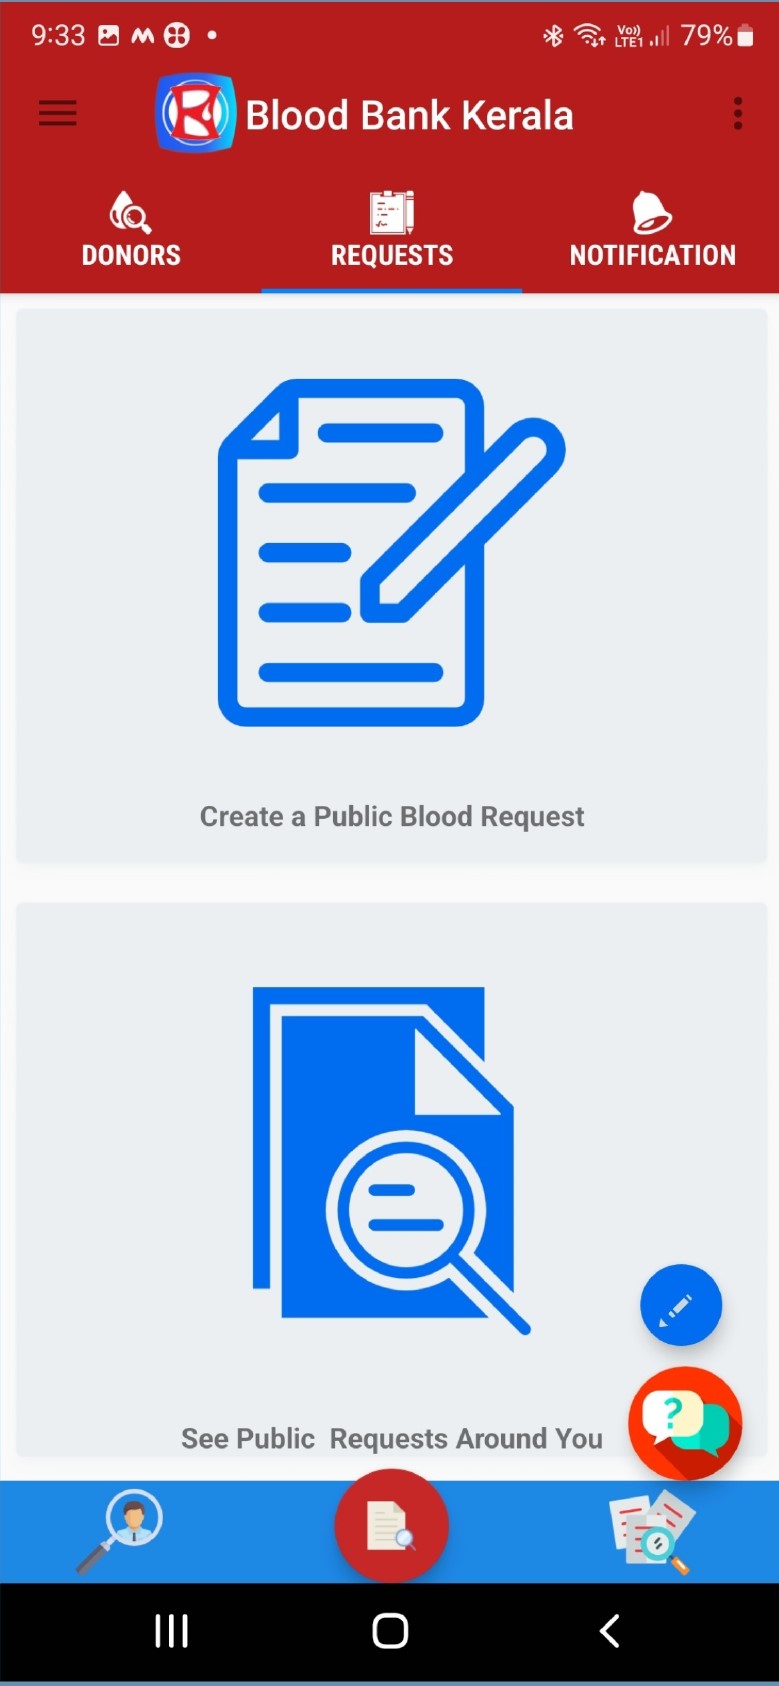 9:33
Vo)) LTE1 79%
Blood Bank Kerala
DONORS REQUESTS NOTIFICATION
Create a Public Blood Request
See Public Requests Around You
?